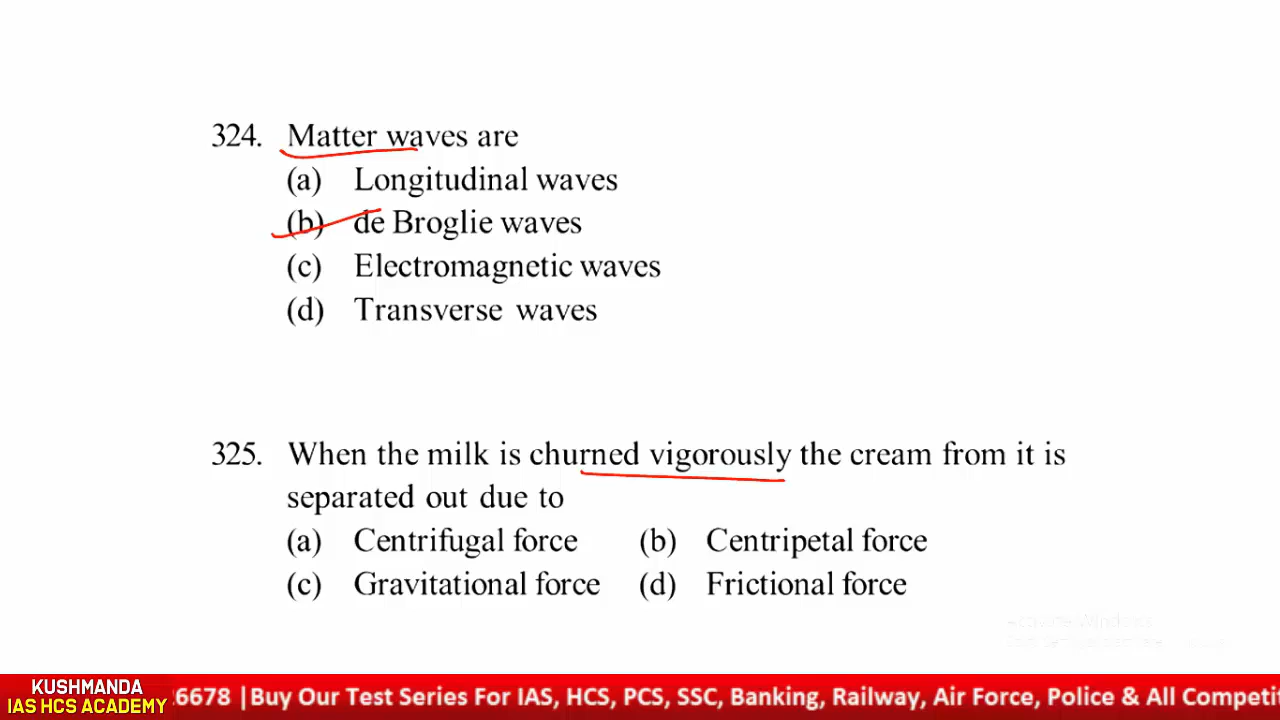 324. Matter waves are
(a) Longitudinal waves
(b) de Broglie waves
(c) Electromagnetic waves
(d) Transverse waves
325. When the milk is churned vigorously the cream from it is
separated out due to
(a) Centrifugal force (b) Centripetal force
(c) Gravitational force (d) Frictional force
KUSHMANDA
IAS HCS ACADEMY
6678 |Buy Our Test Series For IAS, HCS, PCS, SSC, Banking, Railway, Air Force, Police & All Competi